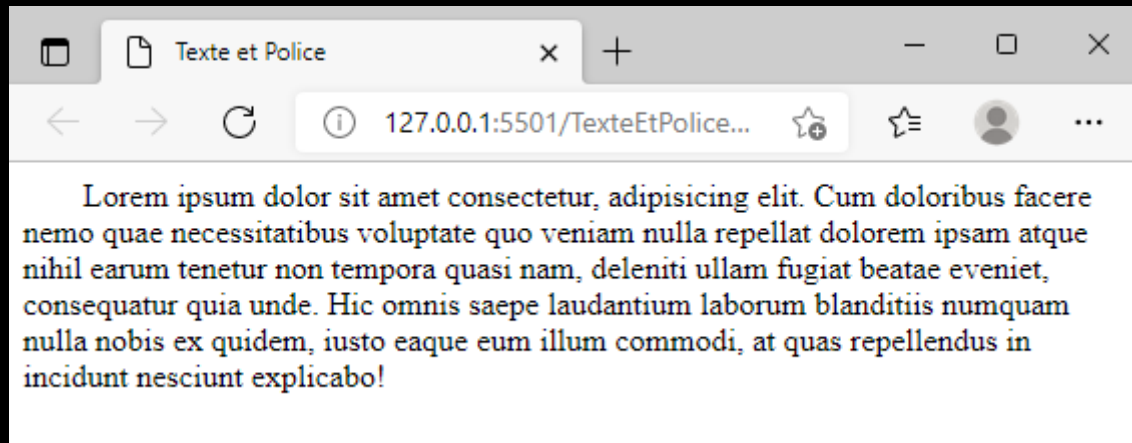 Texte et Police
127.0.0.1:5501/TexteEtPolice...
Lorem ipsum dolor sit amet consectetur, adipisicing elit. Cum doloribus facere
nemo quae necessitatibus voluptate quo veniam nulla repellat dolorem ipsam atque
nihil earum tenetur non tempora quasi nam, deleniti ullam fugiat beatae eveniet,
consequatur quia unde. Hic omnis saepe laudantium laborum blanditiis numquam
nulla nobis ex quidem, iusto eaque eum illum commodi, at quas repellendus in
incidunt nesciunt explicabo!